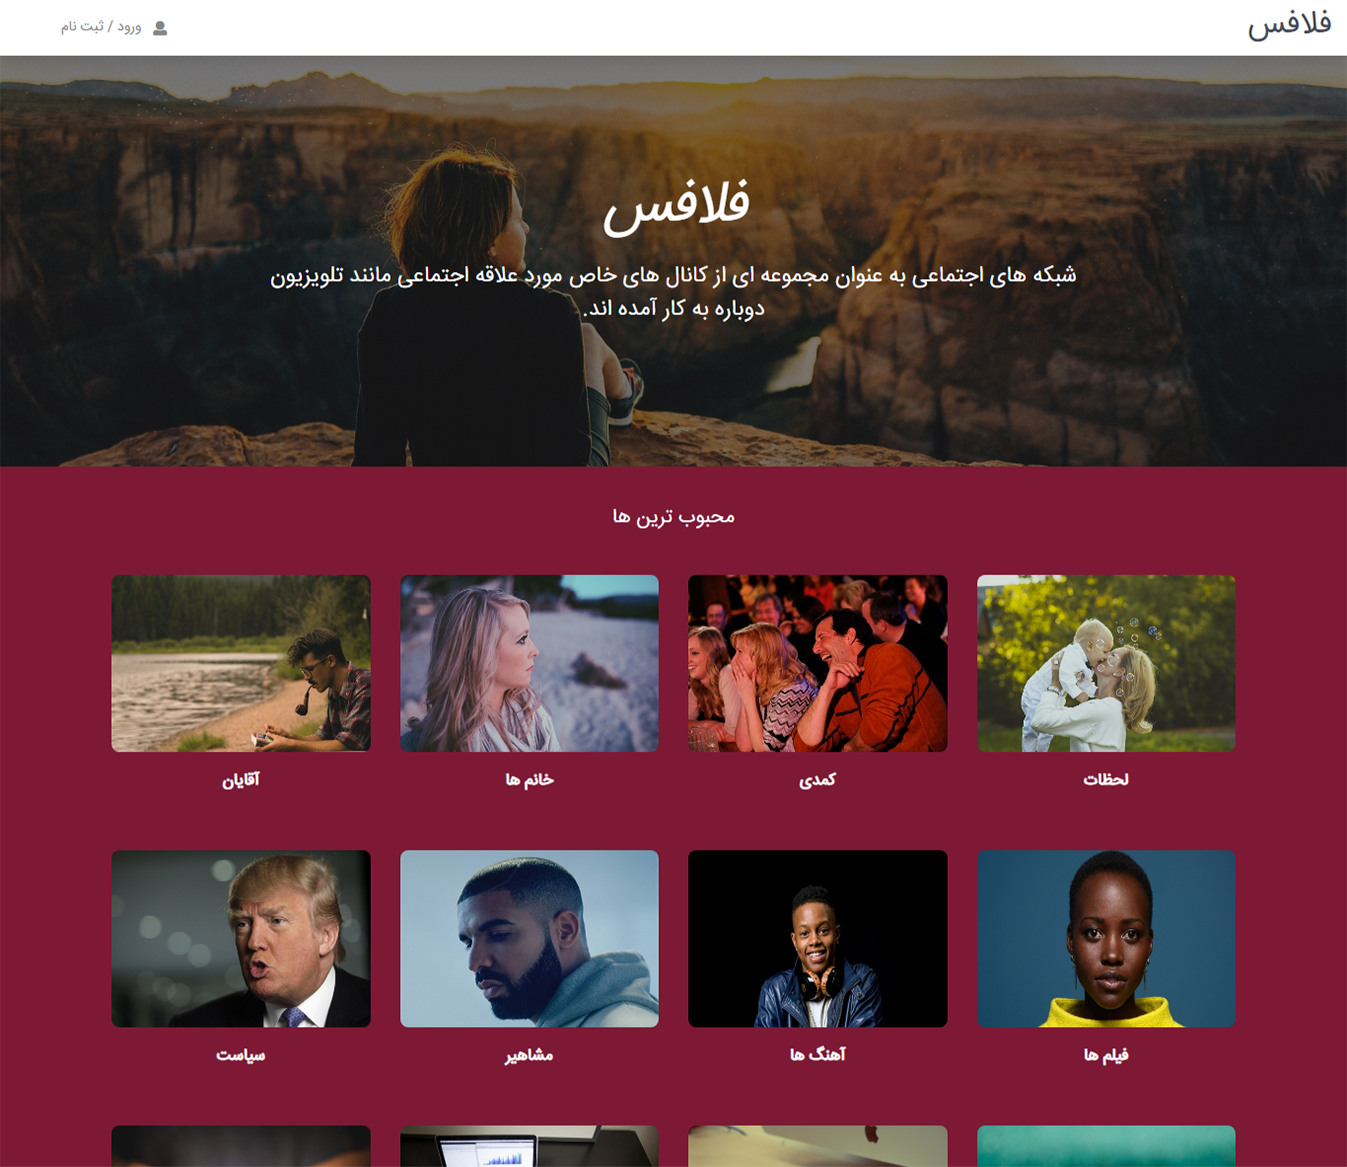 فلافس
ورود / ثبت نام
فلافس
شبکه های اجتماعی به عنوان مجموعه ای از کانال های خاص مورد علاقه اجتماعی مانند تلویزیون
دوباره به کار آمده اند.
محبوب ترین ها
لحظات
کمدی
خانم ها
آقایان
فیلم ها
آهنگ ها
مشاهیر
سیاست